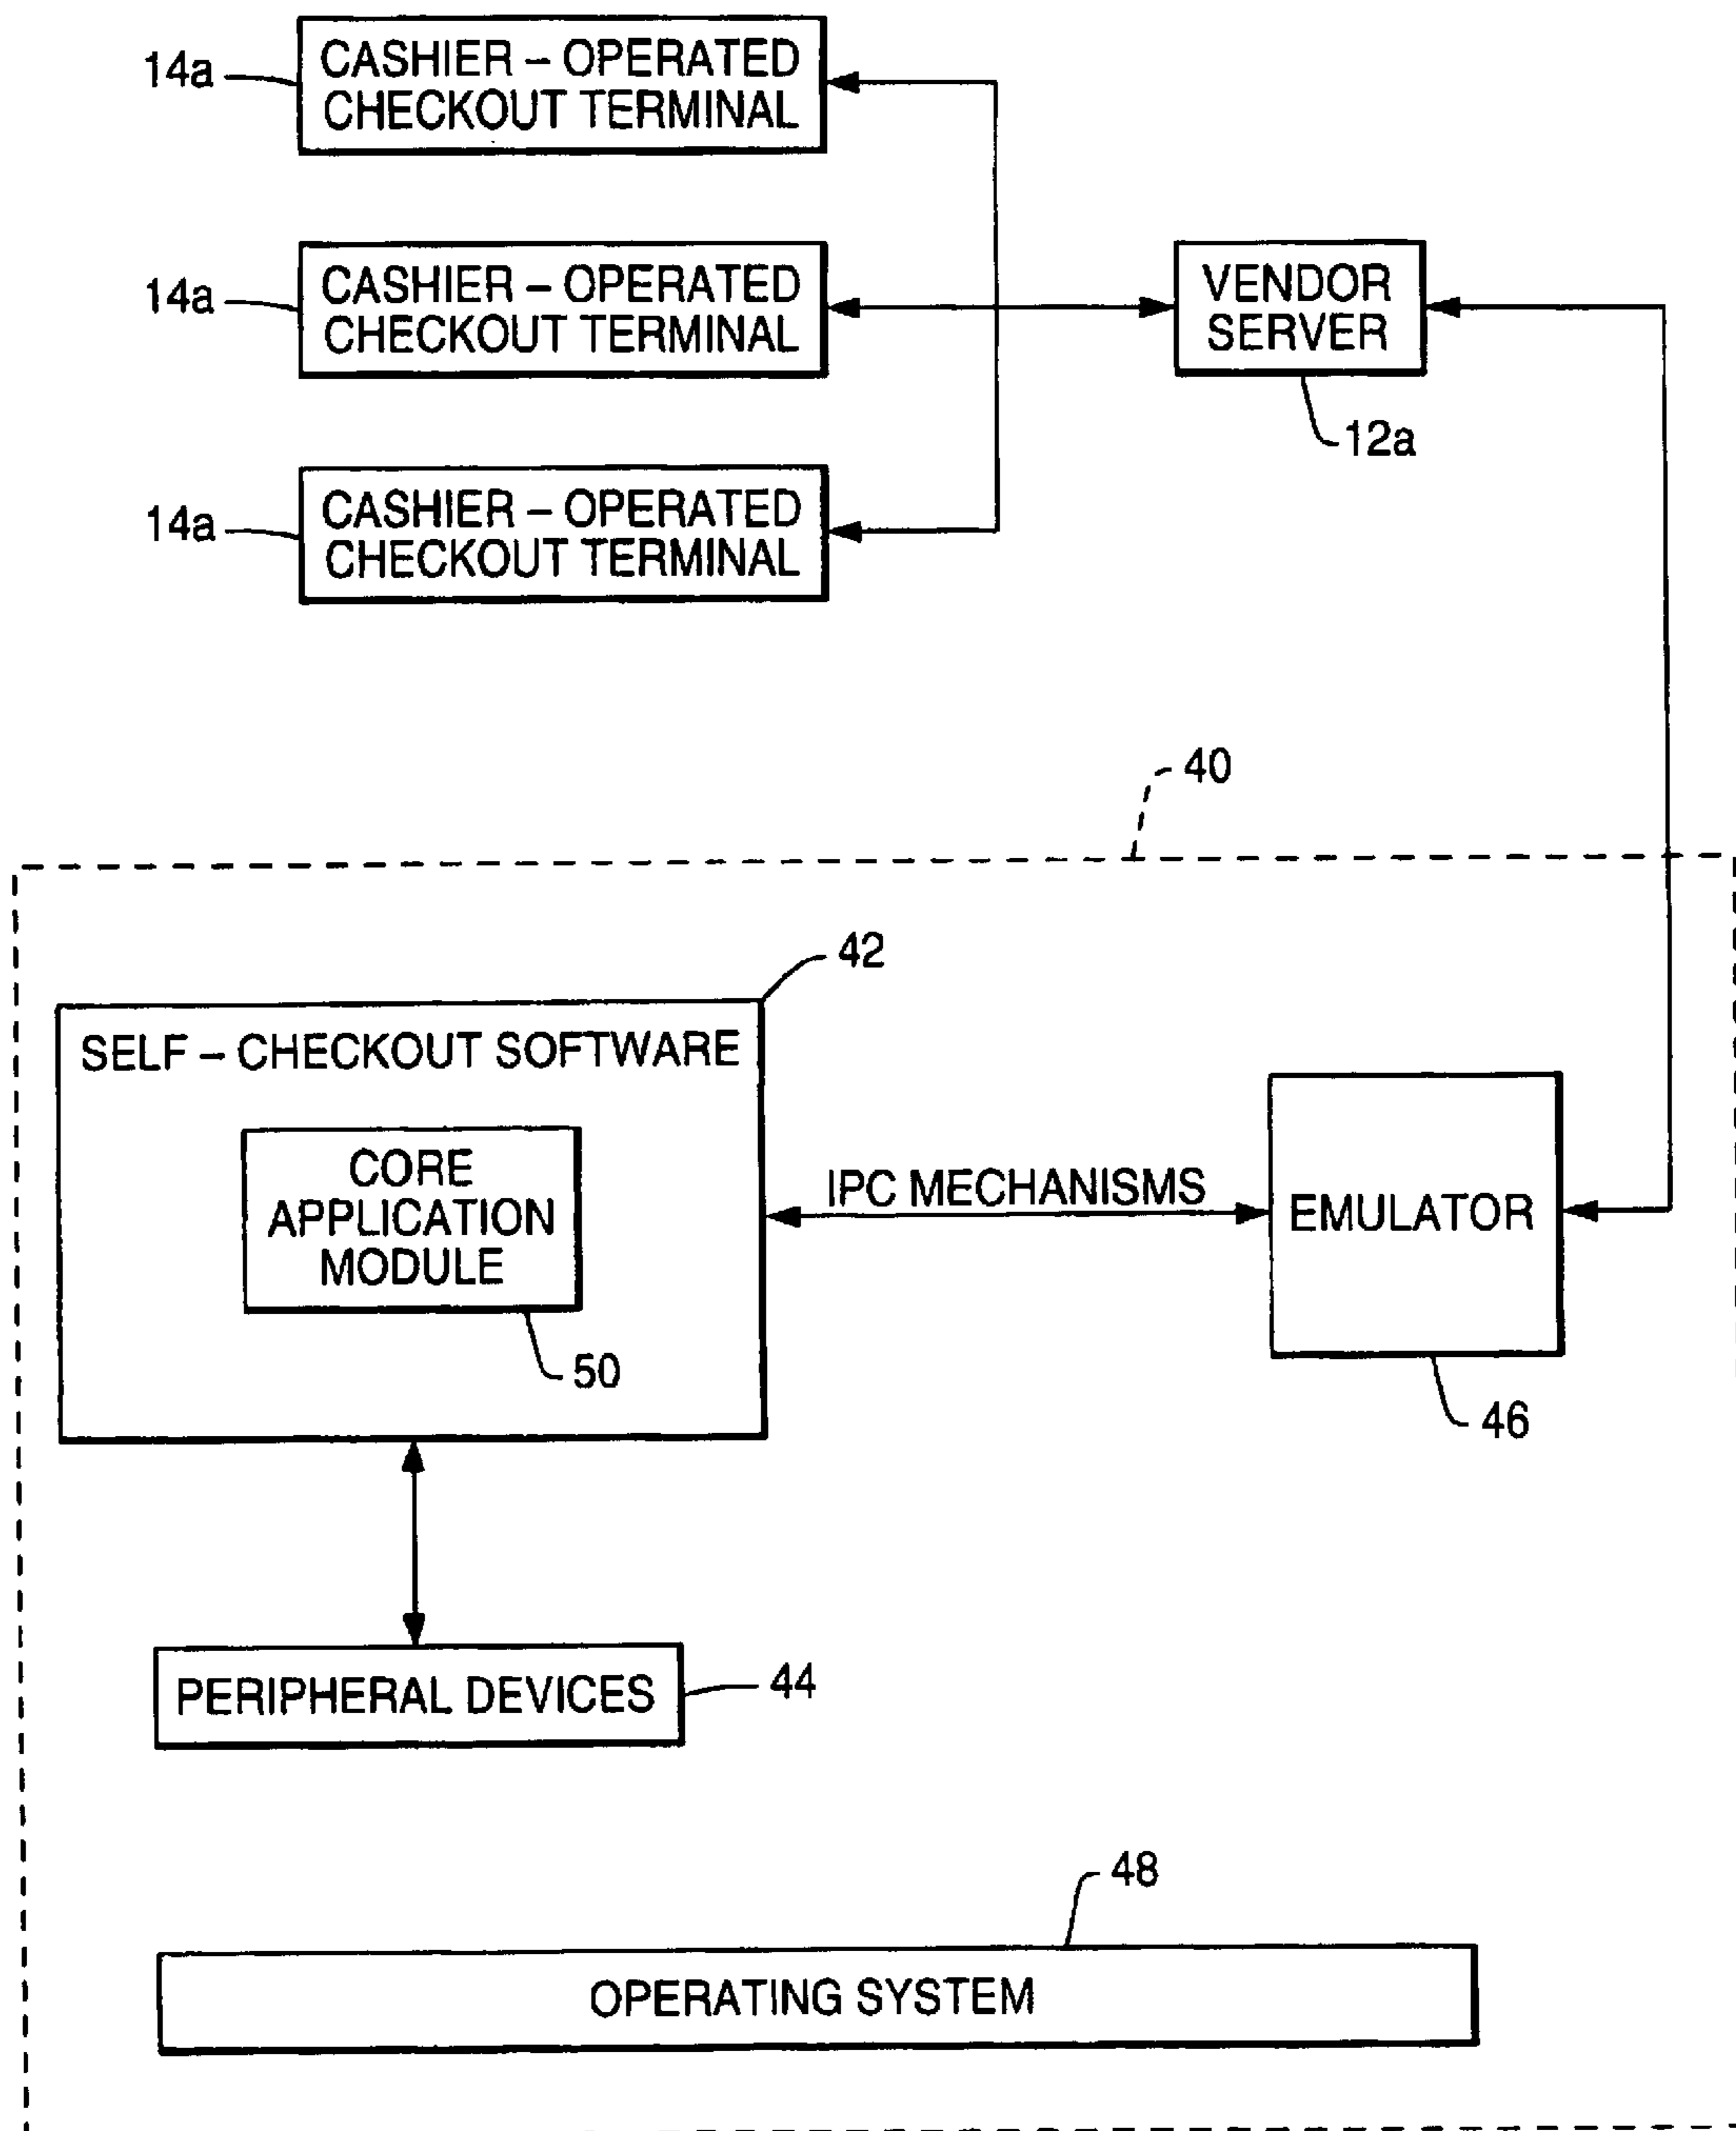 14a
CASHIER – OPERATED
CHECKOUT TERMINAL
14a
CASHIER – OPERATED
CHECKOUT TERMINAL
VENDOR
SERVER
12a
14a
CASHIER – OPERATED
CHECKOUT TERMINAL
40
42
SELF – CHECKOUT SOFTWARE
CORE
APPLICATION
MODULE
50
IPC MECHANISMS
EMULATOR
46
PERIPHERAL DEVICES
44
48
OPERATING SYSTEM